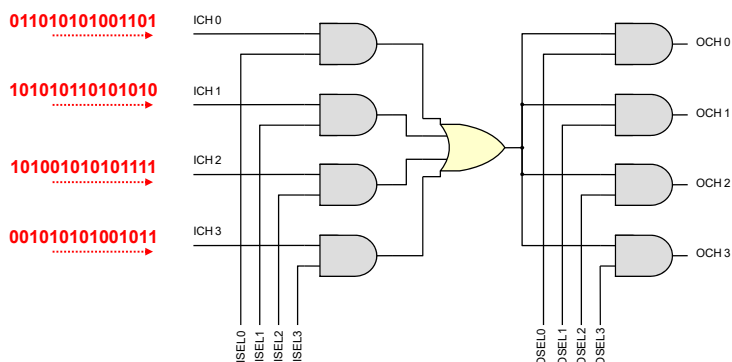 011010101001101
ICH 0
OCH 0
101010110101010
ICH 1
OCH 1
101001010101111
ICH 2
OCH 2
001010101001011
ICH 3
OCH 3
ISEL0
ISEL1
ISEL2
ISEL3
OSEL0
OSEL1
OSEL2
OSEL3